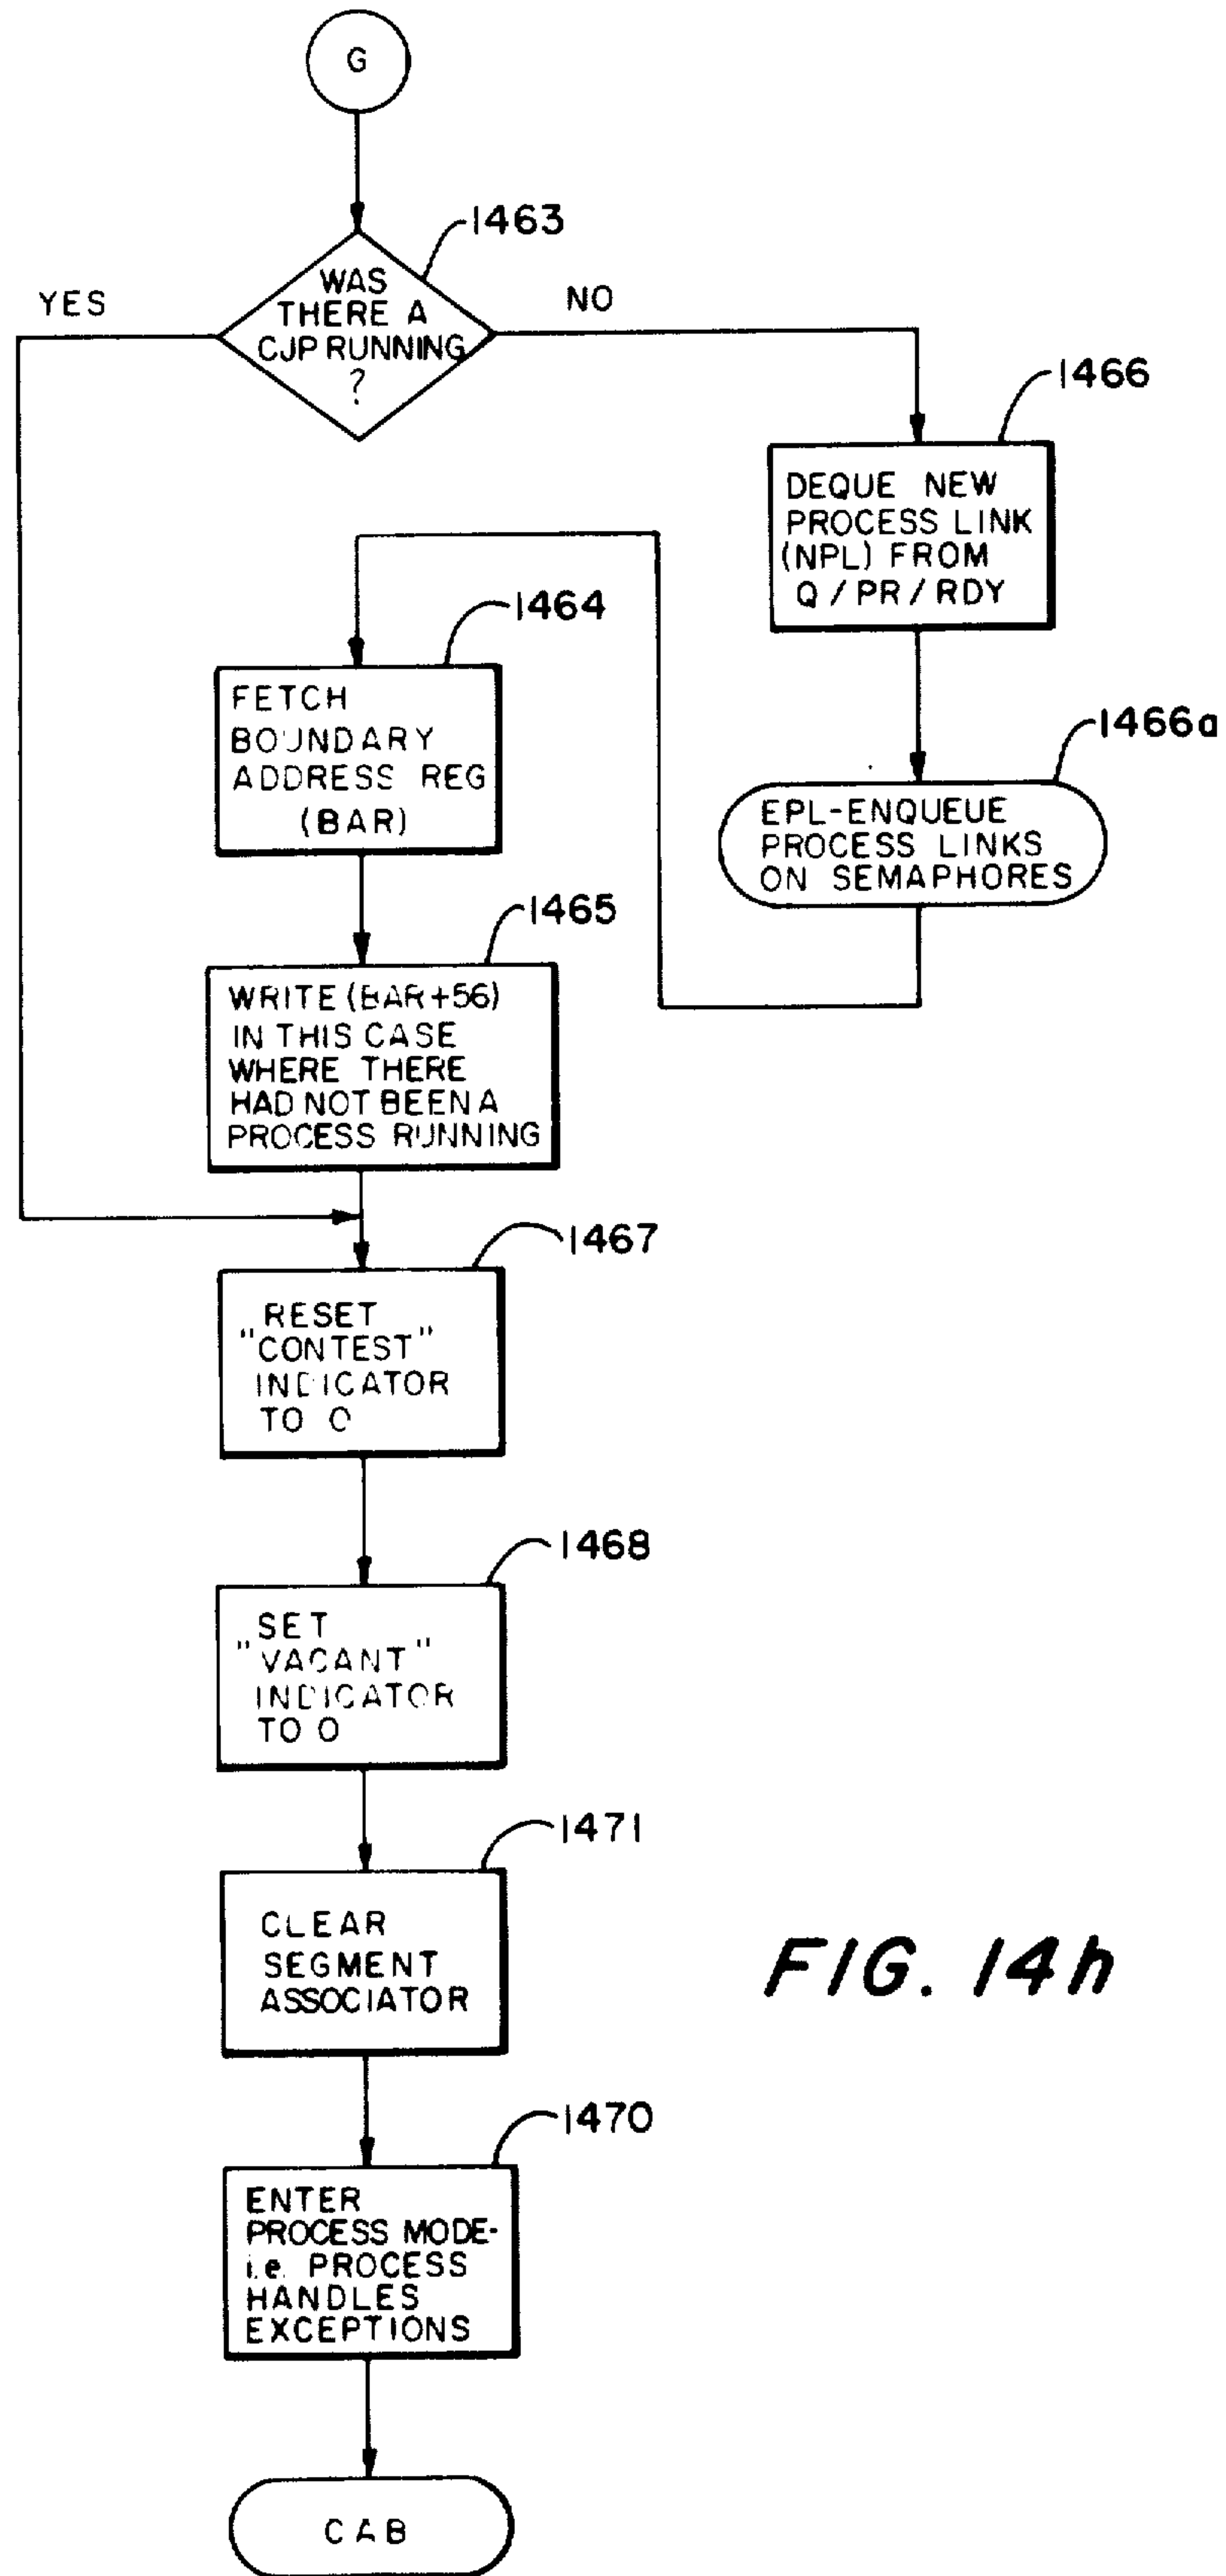 G
1463
WAS
THERE A
CJP RUNNING
?
YES
NO
1466
DEQUE NEW
PROCESS LINK
(NPL) FROM
Q/PR/RDY
1466a
EPL-ENQUEUE
PROCESS LINKS
ON SEMAPHORES
1464
FETCH
BOUNDARY
ADDRESS REG
(BAR)
1465
WRITE (BAR+56)
IN THIS CASE
WHERE THERE
HAD NOT BEEN A
PROCESS RUNNING
1467
RESET
"CONTEST"
INDICATOR
TO 0
1468
SET
"VACANT"
INDICATOR
TO 0
1471
CLEAR
SEGMENT
ASSOCIATOR
1470
ENTER
PROCESS MODE-
i.e. PROCESS
HANDLES
EXCEPTIONS
CAB
FIG. 14h